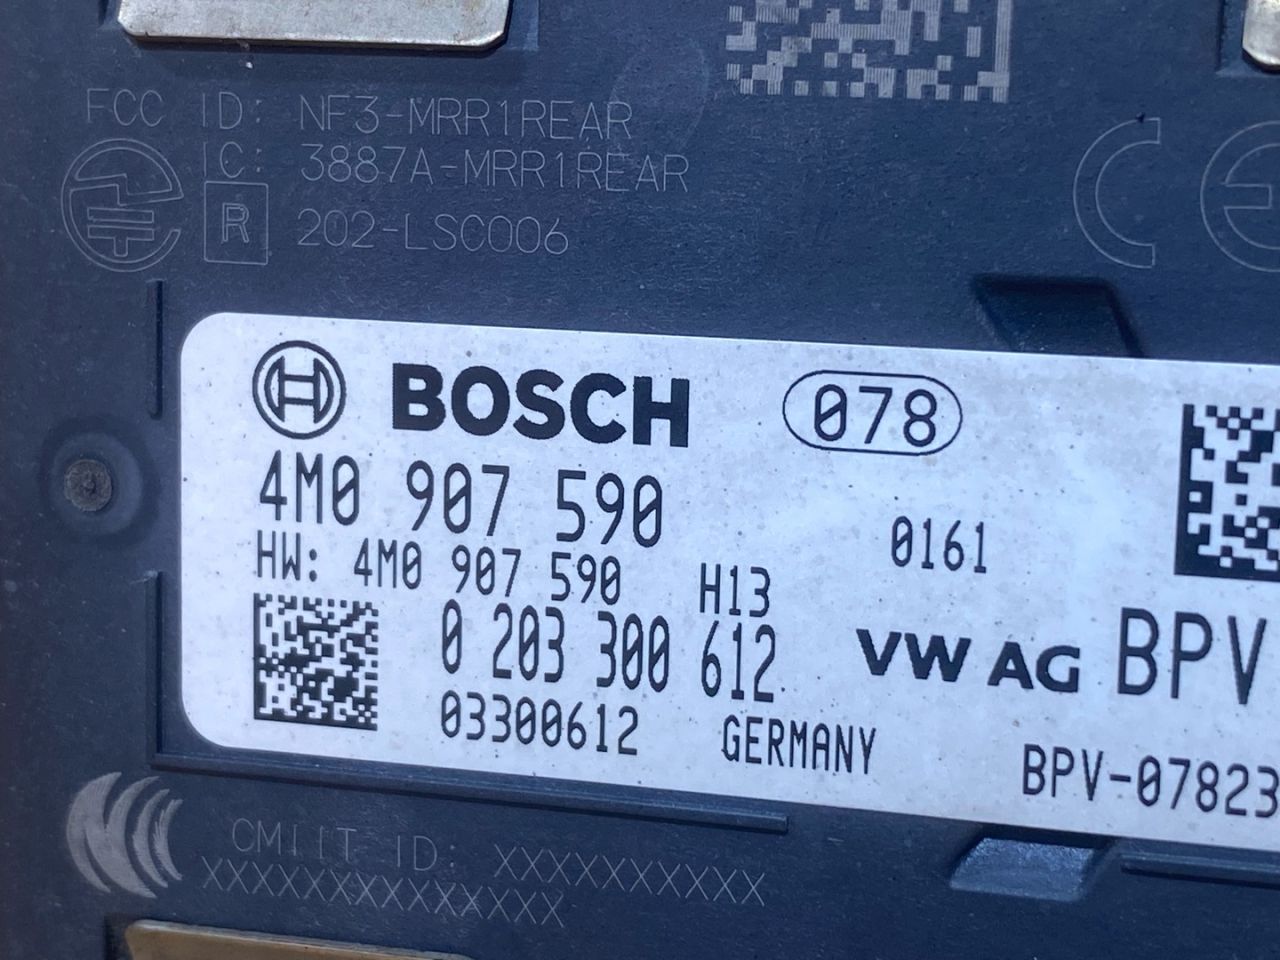 FCC ID: NF3-MRR1REAR
IC: 3887A-MRR1REAR
R 202-LSC006
CE
BOSCH 078
4M0 907 590 0161
HW: 4M0 907 590 H13
0 203 300 612 VW AG BPV
03300612 GERMANY BPV-07823
CMIIT ID: XXXXXXXXXX
XXXXXXXXXXXXXX